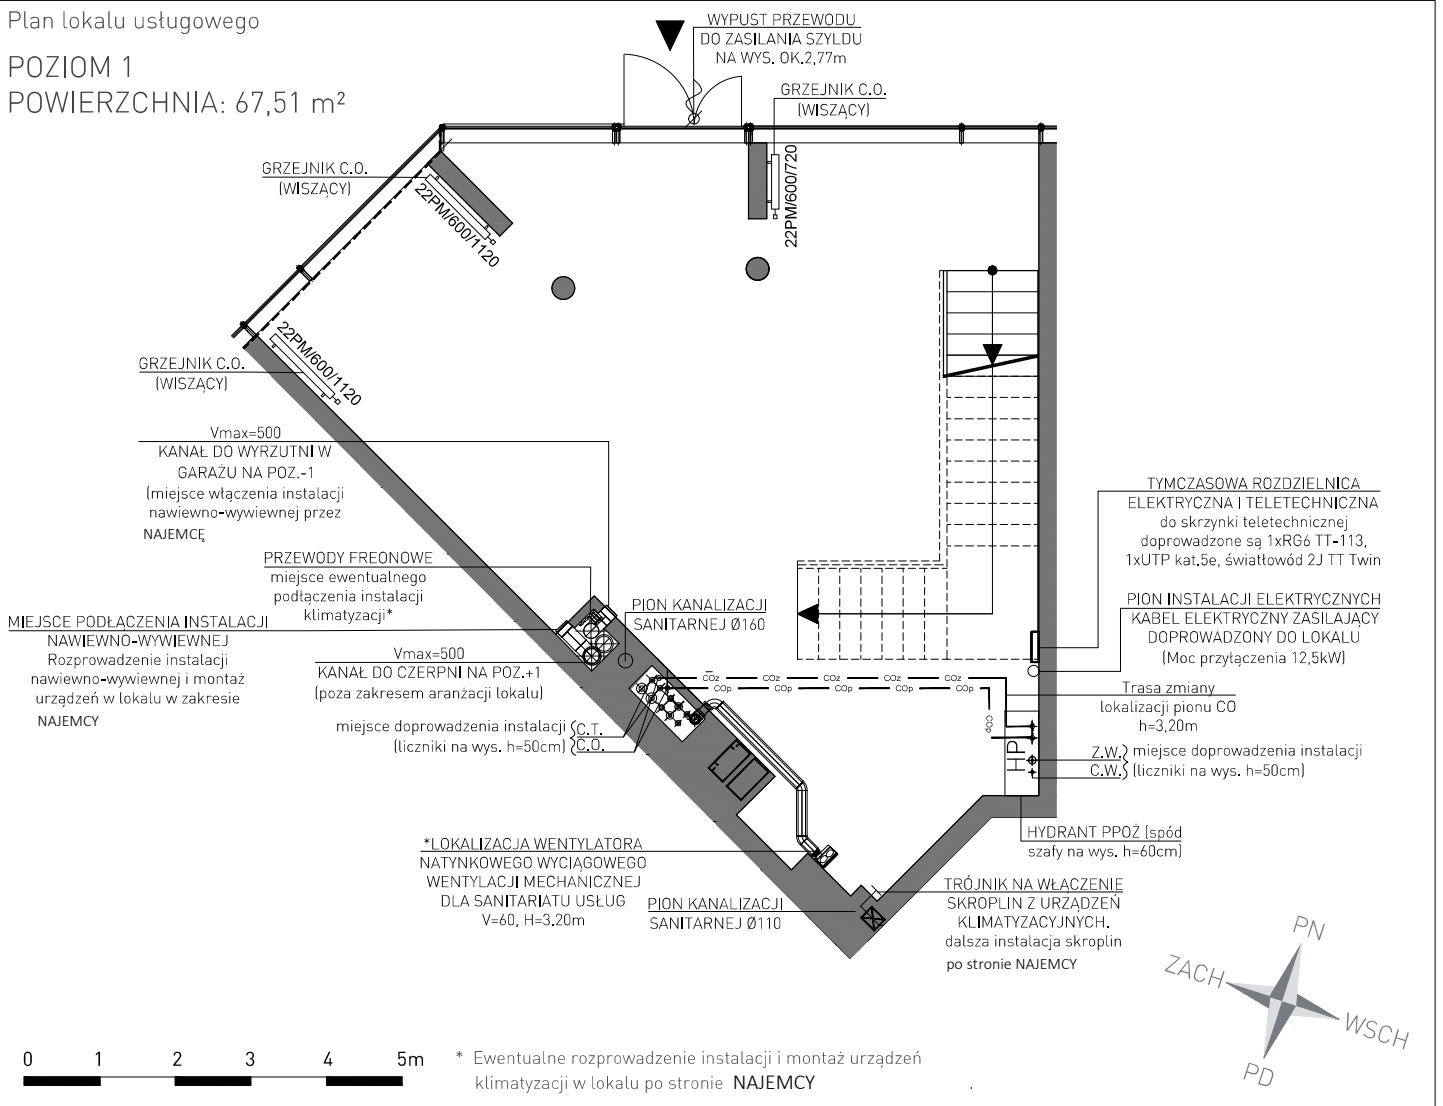 Plan lokalu usługowego
POZIOM 1
POWIERZCHNIA: 67,51 m²
WYPUST PRZEWODU
DO ZASILANIA SZYLDU
NA WYS. OK.2,77m
GRZEJNIK C.O.
(WISZĄCY)
22PM/600/720
GRZEJNIK C.O.
(WISZĄCY)
22PM/600/1120
GRZEJNIK C.O.
(WISZĄCY)
22PM/600/1120
Vmax=500
KANAŁ DO WYRZUTNI W
GARAŻU NA POZ.-1
(miejsce włączenia instalacji
nawiewno-wywiewnej przez
NAJEMCĘ
PRZEWODY FREONOWE
miejsce ewentualnego
podłączenia instalacji
klimatyzacji*
MIEJSCE PODŁĄCZENIA INSTALACJI
NAWIEWNO-WYWIEWNEJ
Rozprowadzenie instalacji
nawiewno-wywiewnej i montaż
urządzeń w lokalu w zakresie
NAJEMCY
PION KANALIZACJI
SANITARNEJ Ø160
Vmax=500
KANAŁ DO CZERPNI NA POZ.+1
(poza zakresem aranżacji lokalu)
miejsce doprowadzenia instalacji
(liczniki na wys. h=50cm)
C.T.
C.O.
COz COz COz COz COz
COp COp COp COp COp
COp
TYMCZASOWA ROZDZIELNICA
ELEKTRYCZNA I TELETECHNICZNA
do skrzynki teletechnicznej
doprowadzone są 1xRG6 TT-113,
1xUTP kat.5e, światłowód 2J TT Twin
PION INSTALACJI ELEKTRYCZNYCH
KABEL ELEKTRYCZNY ZASILAJĄCY
DOPROWADZONY DO LOKALU
(Moc przyłączenia 12,5kW)
Trasa zmiany
lokalizacji pionu CO
h=3,20m
HP
Z.W.
C.W.
miejsce doprowadzenia instalacji
(liczniki na wys. h=50cm)
HYDRANT PPOŻ (spód
szafy na wys. h=60cm)
*LOKALIZACJA WENTYLATORA
NATYNKOWEGO WYCIĄGOWEGO
WENTYLACJI MECHANICZNEJ
DLA SANITARIATU USŁUG
V=60, H=3.20m
PION KANALIZACJI
SANITARNEJ Ø110
TRÓJNIK NA WŁĄCZENIE
SKROPLIN Z URZĄDZEŃ
KLIMATYZACYJNYCH.
dalsza instalacja skroplin
po stronie NAJEMCY
PN
ZACH
WSCH
PD
0 1 2 3 4 5m
* Ewentualne rozprowadzenie instalacji i montaż urządzeń
klimatyzacji w lokalu po stronie NAJEMCY